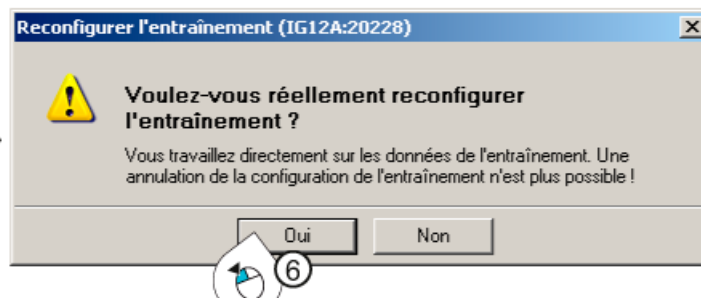 Reconfigurer l'entraînement (IG12A:20228)
Voulez-vous réellement reconfigurer
l'entraînement ?
Vous travaillez directement sur les données de l'entraînement. Une
annulation de la configuration de l'entraînement n'est plus possible !
Oui Non
6